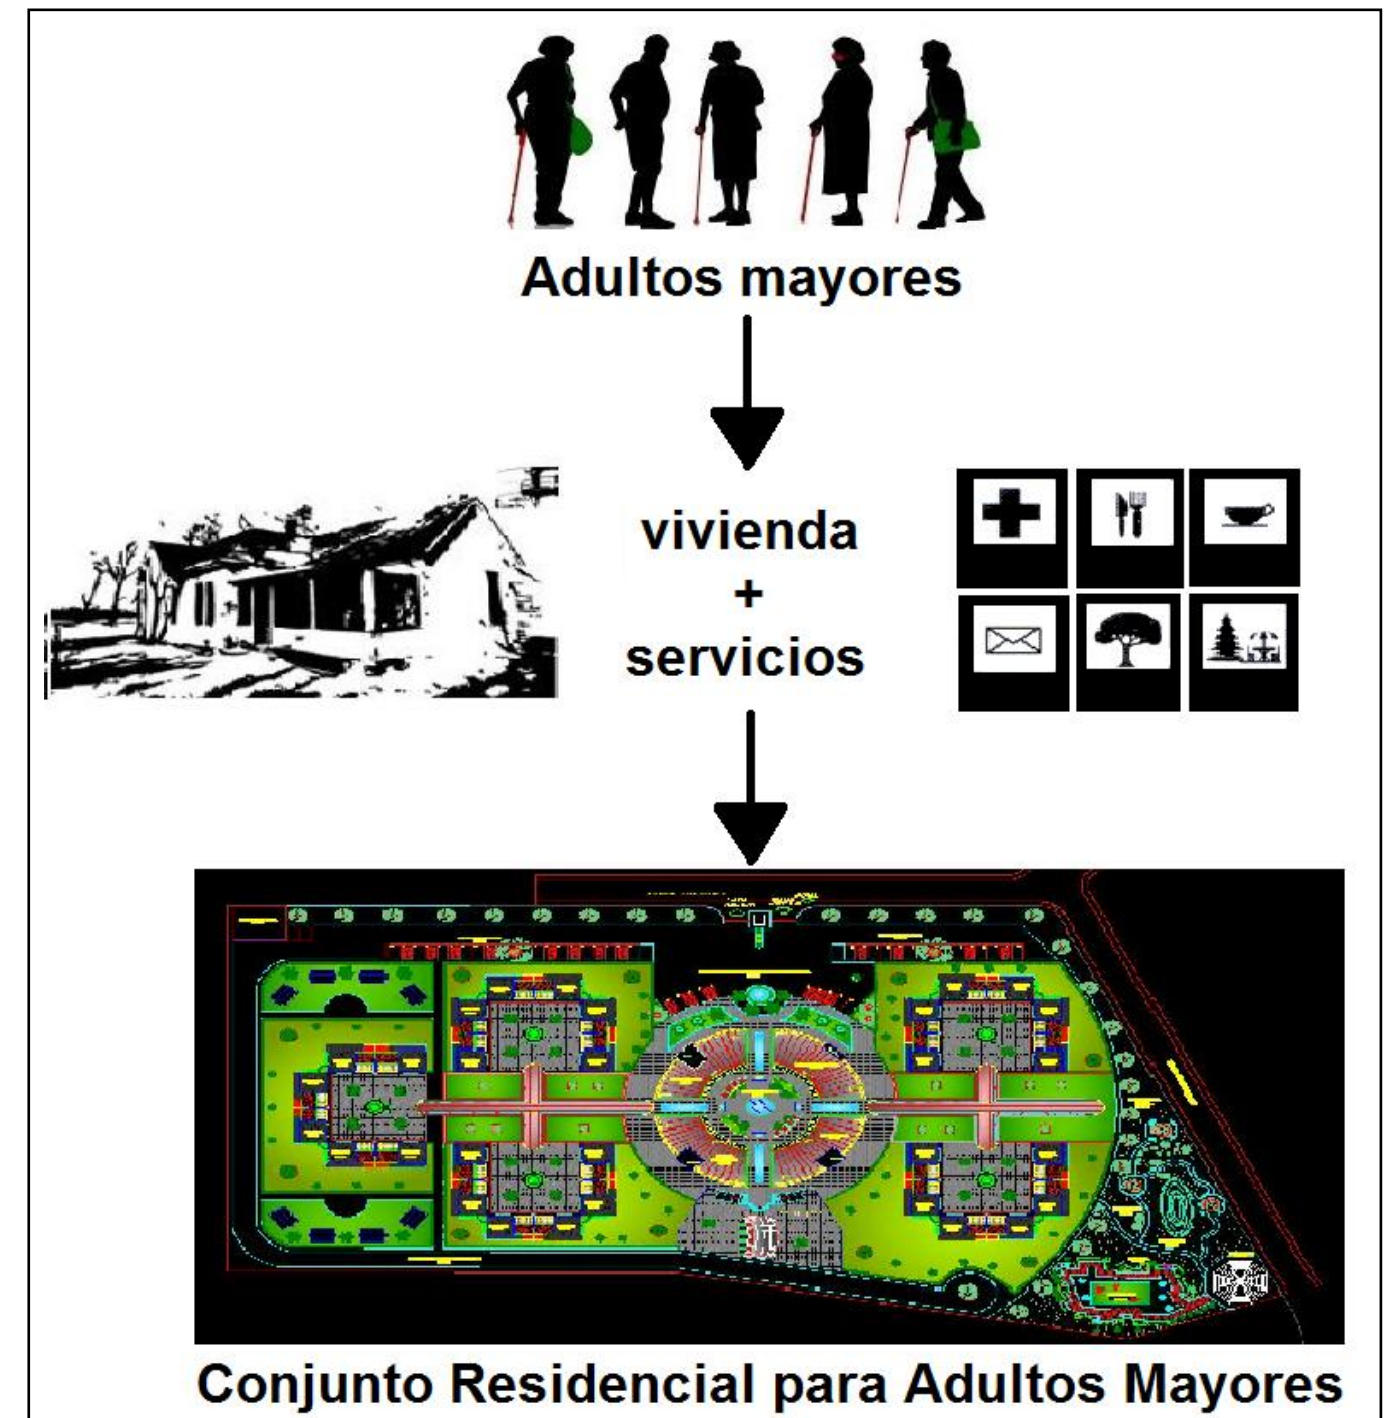 Adultos mayores
vivienda
+
servicios
Conjunto Residencial para Adultos Mayores